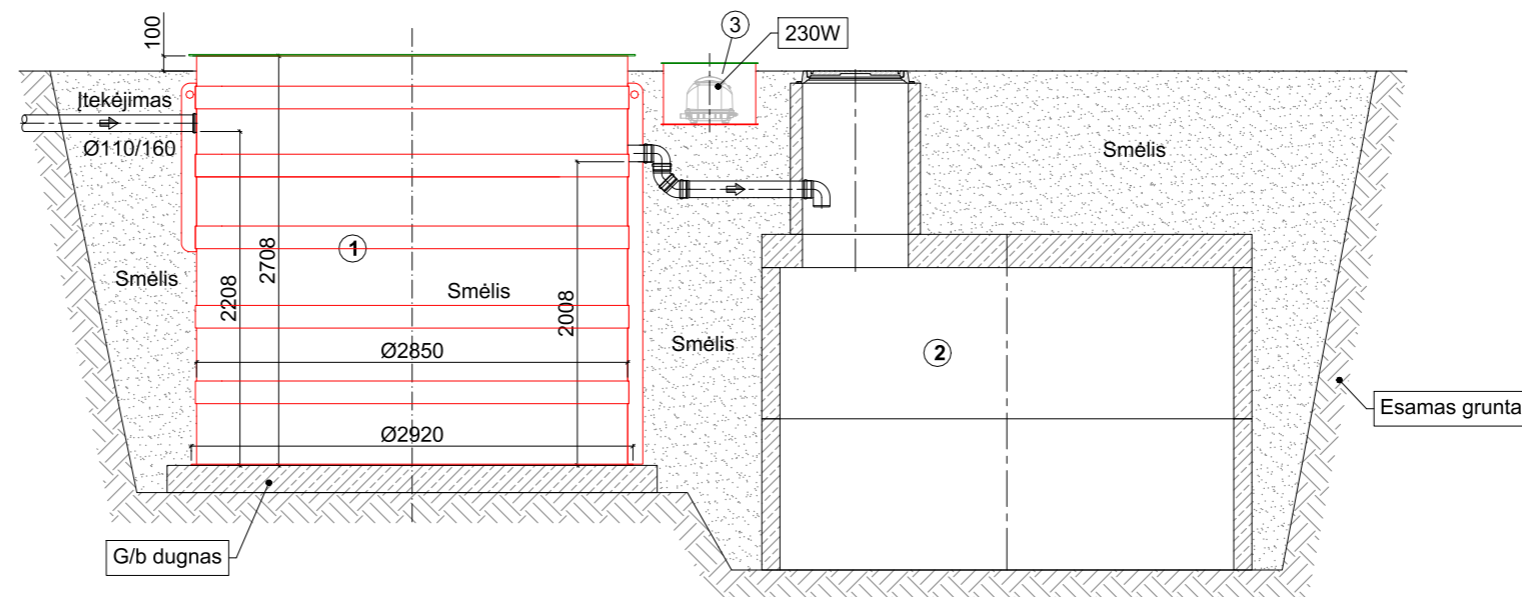 100
3
230W
Įtekėjimas
Ø110/160
Smėlis
Smėlis
1
2708
2208
Smėlis
2008
Smėlis
Ø2850
2
Esamas grunta
Ø2920
G/b dugnas